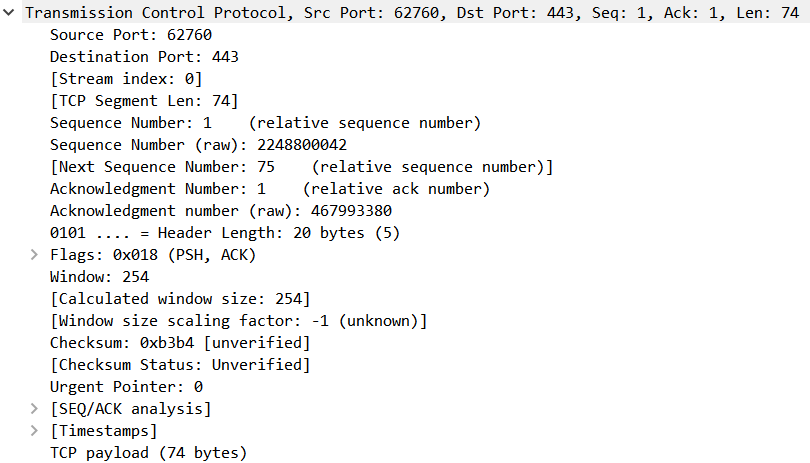 Transmission Control Protocol, Src Port: 62760, Dst Port: 443, Seq: 1, Ack: 1, Len: 74
Source Port: 62760
Destination Port: 443
[Stream index: 0]
[TCP Segment Len: 74]
Sequence Number: 1    (relative sequence number)
Sequence Number (raw): 2248800042
[Next Sequence Number: 75    (relative sequence number)]
Acknowledgment Number: 1    (relative ack number)
Acknowledgment number (raw): 467993380
0101 .... = Header Length: 20 bytes (5)
Flags: 0x018 (PSH, ACK)
Window: 254
[Calculated window size: 254]
[Window size scaling factor: -1 (unknown)]
Checksum: 0xb3b4 [unverified]
[Checksum Status: Unverified]
Urgent Pointer: 0
[SEQ/ACK analysis]
[Timestamps]
TCP payload (74 bytes)